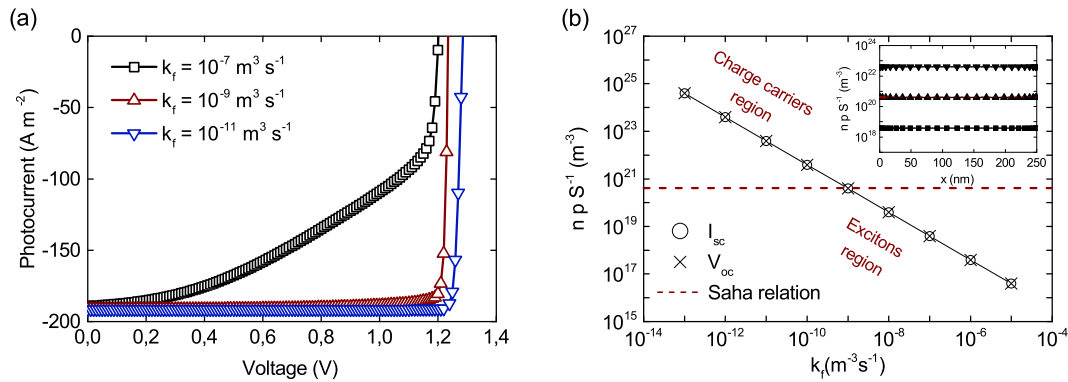 (a)
0
-50
-100
-150
-200
Photocurrent (A m⁻²)
k_f = 10⁻⁷ m³ s⁻¹
k_f = 10⁻⁹ m³ s⁻¹
k_f = 10⁻¹¹ m³ s⁻¹
0,0 0,2 0,4 0,6 0,8 1,0 1,2 1,4
Voltage (V)
(b)
10²⁷
10²⁵
10²³
10²¹
10¹⁹
10¹⁷
10¹⁵
n p S⁻¹ (m⁻³)
Charge carriers
region
Excitons
region
I_sc
V_oc
Saha relation
10⁻¹⁴ 10⁻¹² 10⁻¹⁰ 10⁻⁸ 10⁻⁶ 10⁻⁴
k_f(m⁻³s⁻¹)
10²⁴
10²²
10²⁰
10¹⁸
n p S⁻¹ (m⁻³)
0 50 100 150 200 250
x (nm)